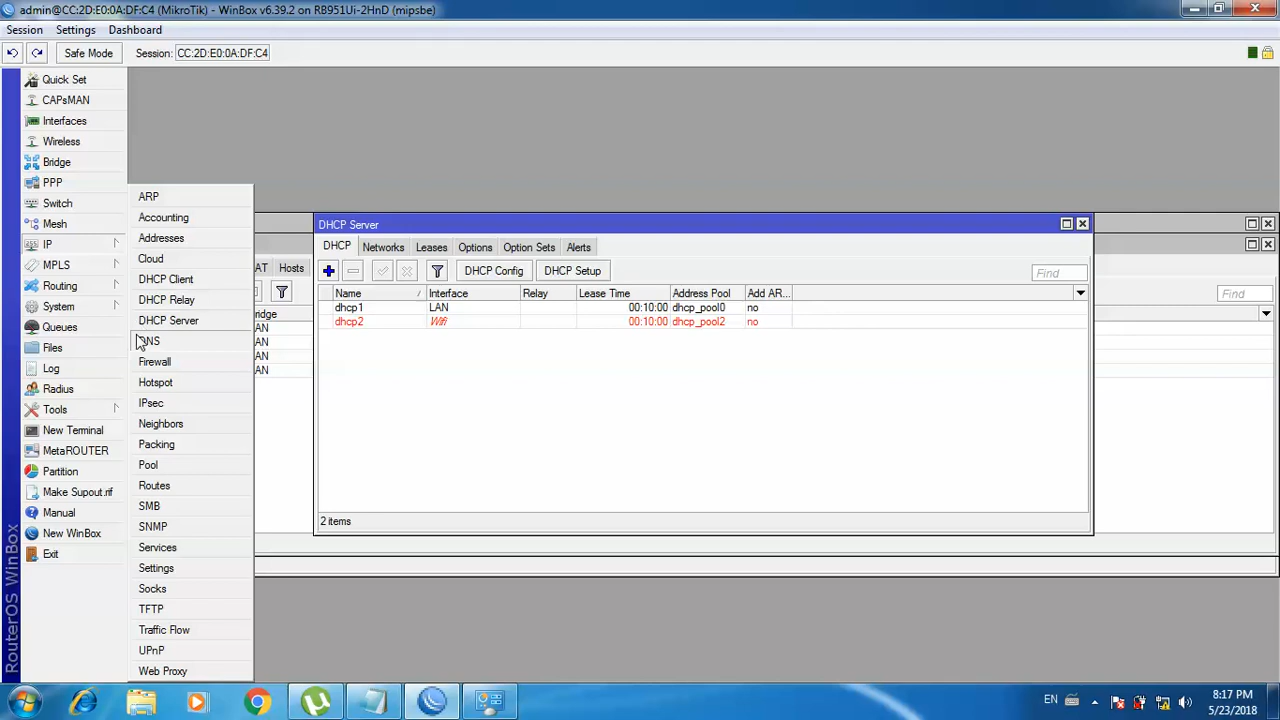 admin@CC:2D:E0:0A:DF:C4 (MikroTik) - WinBox v6.39.2 on RB951Ui-2HnD (mipsbe)
Session Settings Dashboard
Safe Mode Session: CC:2D:E0:0A:DF:C4
Quick Set
CAPsMAN
Interfaces
Wireless
Bridge
PPP
Switch
Mesh
IP
MPLS
Routing
System
Queues
Files
Log
Radius
Tools
New Terminal
MetaROUTER
Partition
Make Supout.rif
Manual
New WinBox
Exit
RouterOS WinBox
ARP
Accounting
Addresses
Cloud
DHCP Client
DHCP Relay
DHCP Server
DNS
Firewall
Hotspot
IPsec
Neighbors
Packing
Pool
Routes
SMB
SNMP
Services
Settings
Socks
TFTP
Traffic Flow
UPnP
Web Proxy
AT Hosts
ridge
AN
AN
AN
AN
Find
DHCP Server
DHCP Networks Leases Options Option Sets Alerts
DHCP Config DHCP Setup Find
Name Interface Relay Lease Time Address Pool Add AR...
dhcp1 LAN 00:10:00 dhcp_pool0 no
dhcp2 Wifi 00:10:00 dhcp_pool2 no
2 items
EN 8:17 PM
5/23/2018